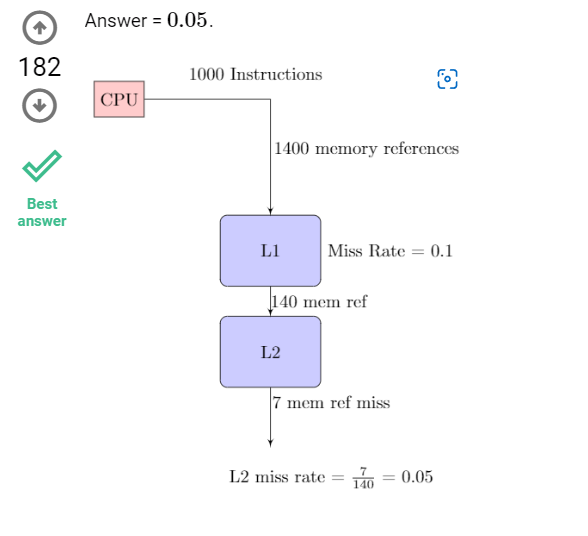 Answer = 0.05.
182
Best
answer
1000 Instructions
CPU
1400 memory references
L1
Miss Rate = 0.1
140 mem ref
L2
7 mem ref miss
L2 miss rate = 7/140 = 0.05